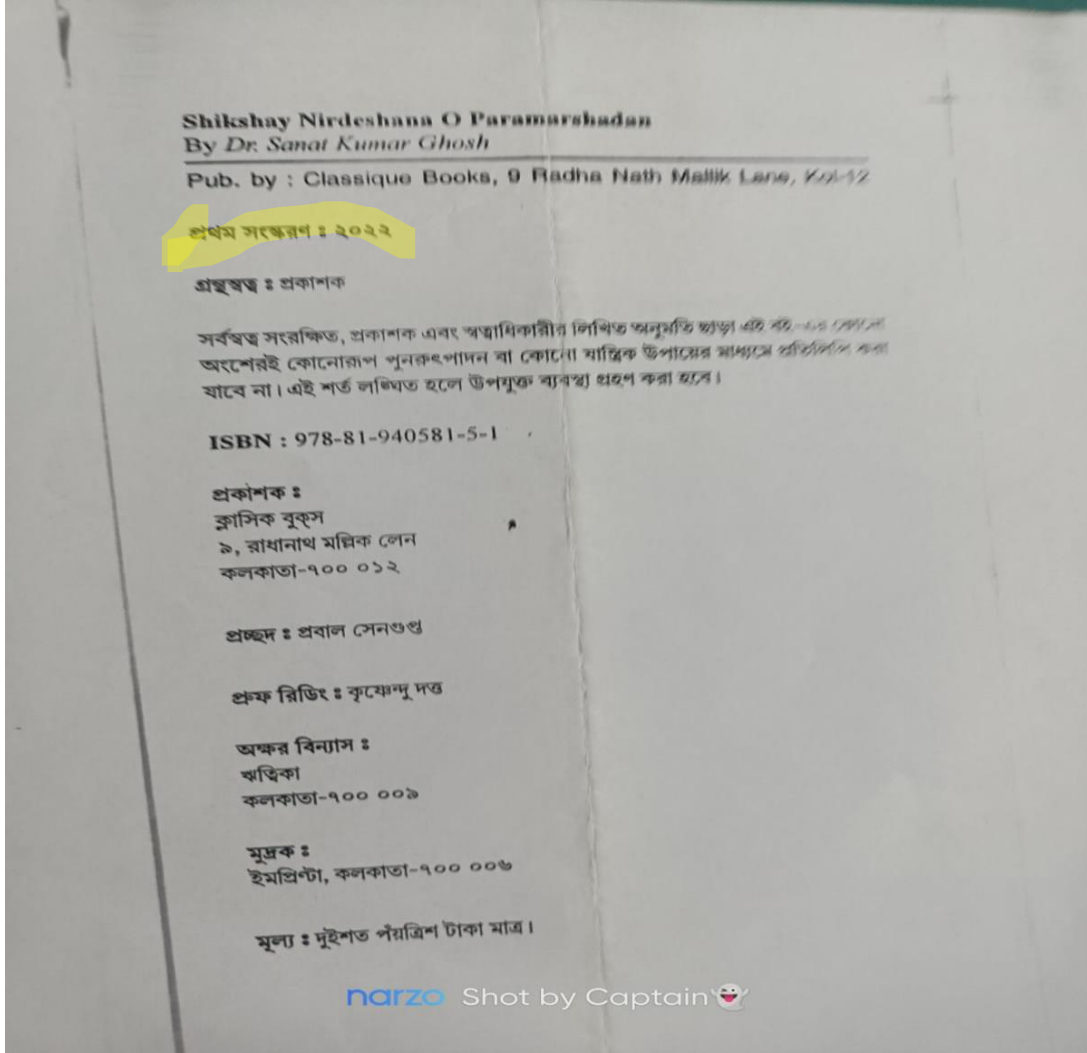 Shikshay Nirdeshana O Paramarshadan
By Dr. Sanat Kumar Ghosh
Pub. by : Classique Books, 9 Radha Nath Mallik Lane, Kol-12
প্রথম সংস্করণ : ২০২২
গ্রন্থস্বত্ব : প্রকাশক
সর্বস্বত্ব সংরক্ষিত, প্রকাশক এবং স্বত্বাধিকারীর লিখিত অনুমতি ছাড়া এই
অংশেরই কোনোরূপ পুনরুৎপাদন বা কোনো যান্ত্রিক উপায়ের মাধ্যমে প্রতিলিপি করা
যাবে না। এই শর্ত লঙ্ঘিত হলে উপযুক্ত ব্যবস্থা গ্রহণ করা হবে।
ISBN : 978-81-940581-5-1
প্রকাশক :
ক্লাসিক বুক্স
৯, রাধানাথ মল্লিক লেন
কলকাতা-৭০০ ০১২
প্রচ্ছদ : প্রবাল সেনগুপ্ত
প্রুফ রিডিং : কৃষ্ণেন্দু দত্ত
অক্ষর বিন্যাস :
ঋত্বিকা
কলকাতা-৭০০ ০০৯
মুদ্রক :
ইমপ্রিন্টা, কলকাতা-৭০০ ০০৬
মূল্য : দুইশত পঁয়ত্রিশ টাকা মাত্র।
narzo Shot by Captain